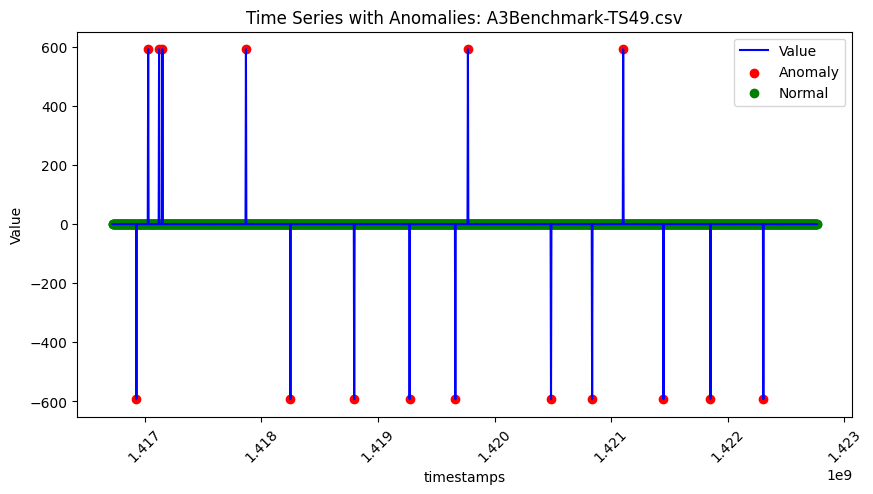 Time Series with Anomalies: A3Benchmark-TS49.csv
Value
Anomaly
Normal
600
400
200
0
−200
−400
−600
Value
1.417
1.418
1.419
1.420
1.421
1.422
1.423
1e9
timestamps